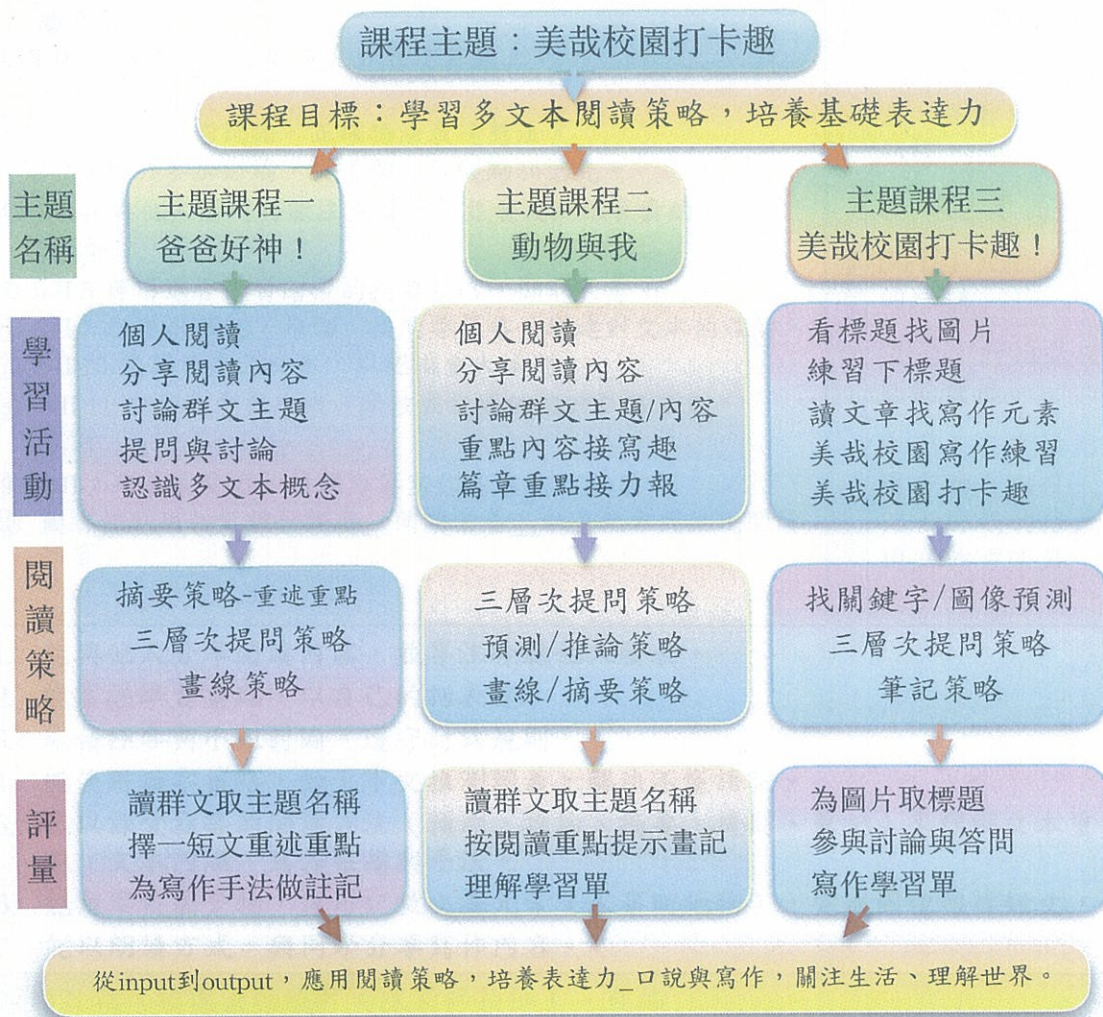 課程主題：美哉校園打卡趣
課程目標：學習多文本閱讀策略，培養基礎表達力
主題
名稱
主題課程一
爸爸好神！
主題課程二
動物與我
主題課程三
美哉校園打卡趣！
學習活動
個人閱讀
分享閱讀內容
討論群文主題
提問與討論
認識多文本概念
個人閱讀
分享閱讀內容
討論群文主題/內容
重點內容接寫趣
篇章重點接力報
看標題找圖片
練習下標題
讀文章找寫作元素
美哉校園寫作練習
美哉校園打卡趣
閱讀策略
摘要策略-重述重點
三層次提問策略
畫線策略
三層次提問策略
預測/推論策略
畫線/摘要策略
找關鍵字/圖像預測
三層次提問策略
筆記策略
評量
讀群文取主題名稱
擇一短文重述重點
為寫作手法做註記
讀群文取主題名稱
按閱讀重點提示畫記
理解學習單
為圖片取標題
參與討論與答問
寫作學習單
從input到output，應用閱讀策略，培養表達力_口說與寫作，關注生活、理解世界。